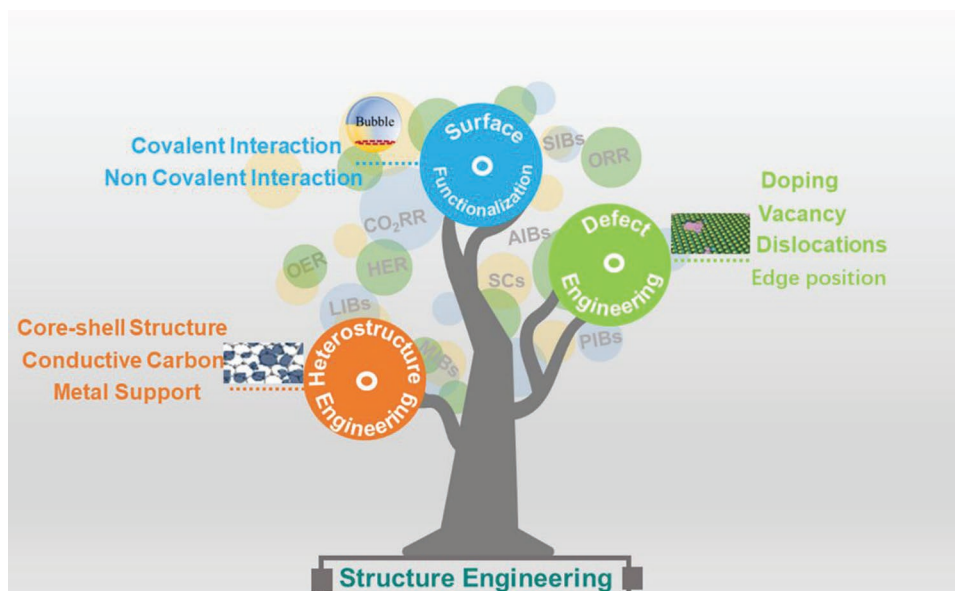 Bubble
Covalent Interaction
Non Covalent Interaction
Surface
Functionalization
SIBs
ORR
CO₂RR
AIBs
Defect
Engineering
Doping
Vacancy
Dislocations
Edge position
OER
HER
SCs
LIBs
PIBs
Heterostructure
Engineering
Core-shell Structure
Conductive Carbon
Metal Support
Structure Engineering